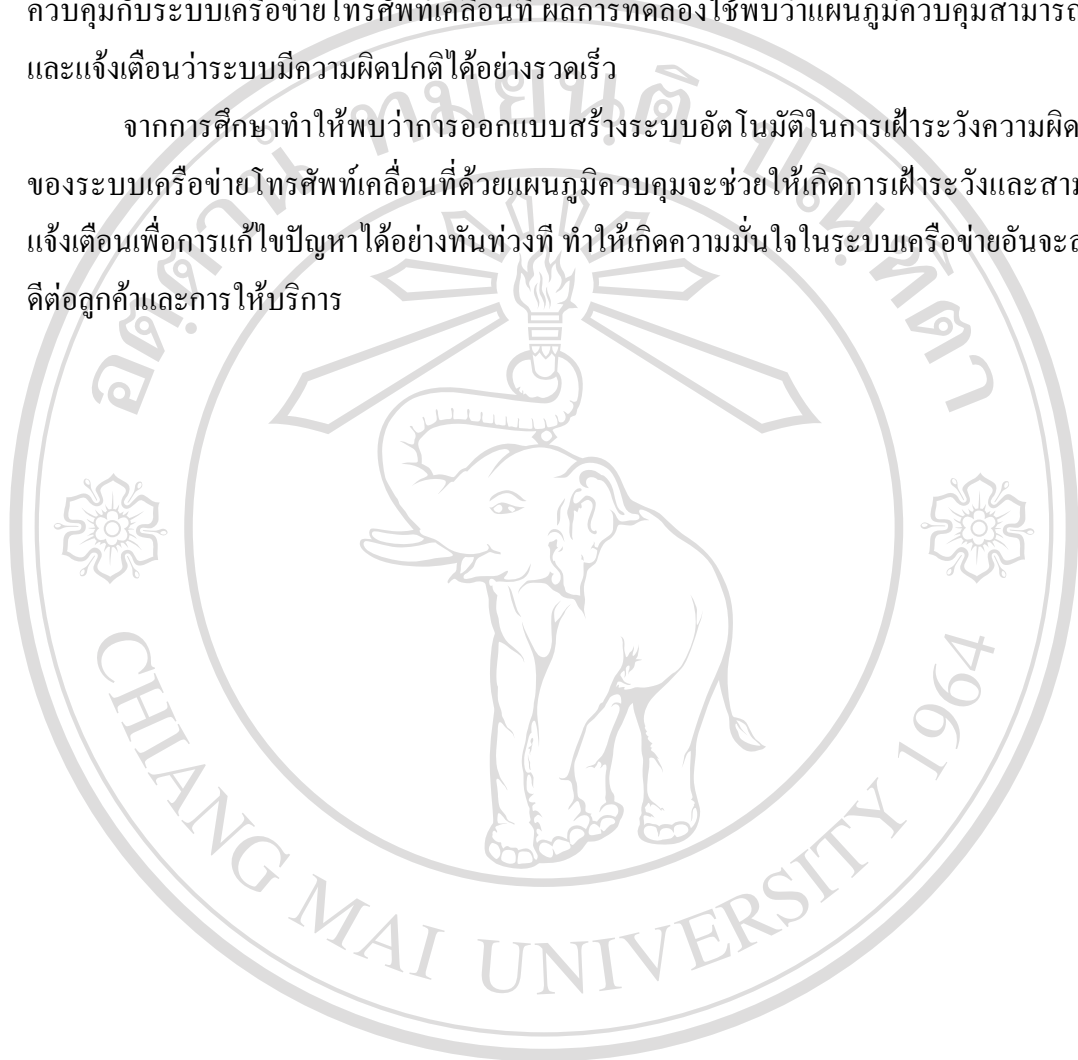 ควบคุมกับระบบเครือข่ายโทรศัพท์เคลื่อนที่ ผลการทดลองใช้พบว่าแผนภูมิควบคุมสามารถ
และแจ้งเตือนว่าระบบมีความผิดปกติได้อย่างรวดเร็ว
จากการศึกษาทำให้พบว่าการออกแบบสร้างระบบอัตโนมัติในการเฝ้าระวังความผิด
ของระบบเครือข่ายโทรศัพท์เคลื่อนที่ด้วยแผนภูมิควบคุมจะช่วยให้เกิดการเฝ้าระวังและ
แจ้งเตือนเพื่อการแก้ไขปัญหาได้อย่างทันท่วงที ทำให้เกิดความมั่นใจในระบบเครือข่ายอันจะ
ดีต่อลูกค้าและการให้บริการ
อตฺตานํ ทมยนฺติ ปณฺฑิตา
CHIANG MAI UNIVERSITY 1964